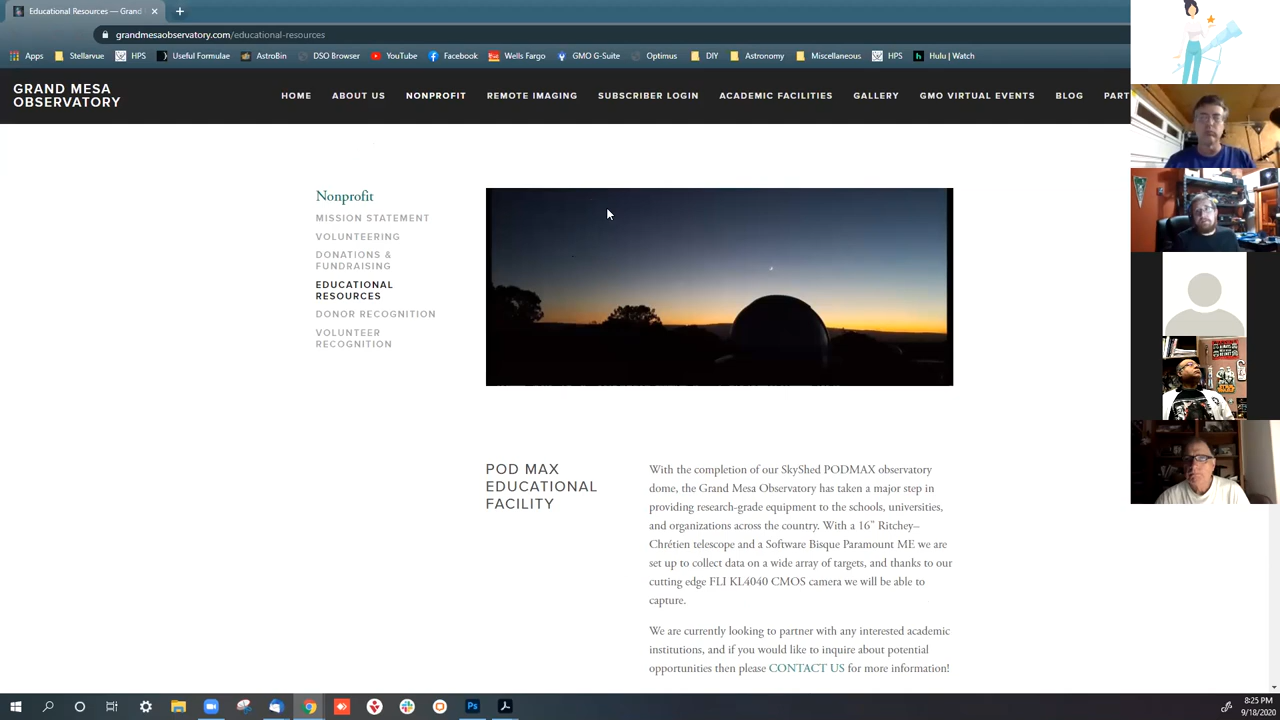 Educational Resources — Grand
grandmesaobservatory.com/educational-resources
Apps Stellarvue HPS Useful Formulae AstroBin DSO Browser YouTube Facebook Wells Fargo GMO G-Suite Optimus DIY Astronomy Miscellaneous HPS Hulu | Watch
GRAND MESA
OBSERVATORY
HOME ABOUT US NONPROFIT REMOTE IMAGING SUBSCRIBER LOGIN ACADEMIC FACILITIES GALLERY GMO VIRTUAL EVENTS BLOG PART
Nonprofit
MISSION STATEMENT
VOLUNTEERING
DONATIONS &
FUNDRAISING
EDUCATIONAL
RESOURCES
DONOR RECOGNITION
VOLUNTEER
RECOGNITION
POD MAX
EDUCATIONAL
FACILITY
With the completion of our SkyShed PODMAX observatory
dome, the Grand Mesa Observatory has taken a major step in
providing research-grade equipment to the schools, universities,
and organizations across the country. With a 16" Ritchey–
Chrétien telescope and a Software Bisque Paramount ME we are
set up to collect data on a wide array of targets, and thanks to our
cutting edge FLI KL4040 CMOS camera we will be able to
capture.
We are currently looking to partner with any interested academic
institutions, and if you would like to inquire about potential
opportunities then please CONTACT US for more information!
8:25 PM
9/18/2020